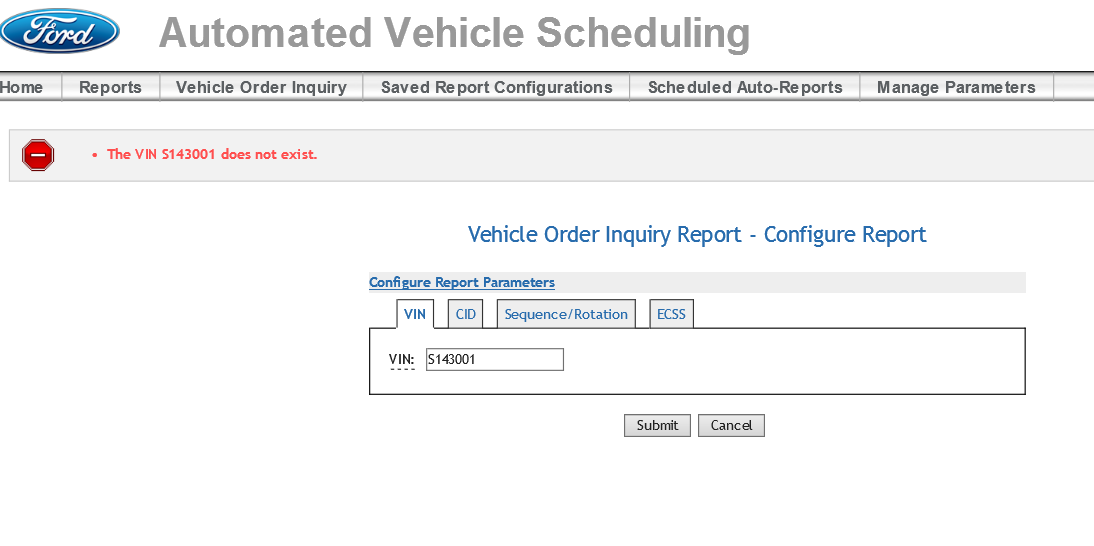 Ford Automated Vehicle Scheduling
Home Reports Vehicle Order Inquiry Saved Report Configurations Scheduled Auto-Reports Manage Parameters
• The VIN S143001 does not exist.
Vehicle Order Inquiry Report - Configure Report
Configure Report Parameters
VIN CID Sequence/Rotation ECSS
VIN: S143001
Submit Cancel